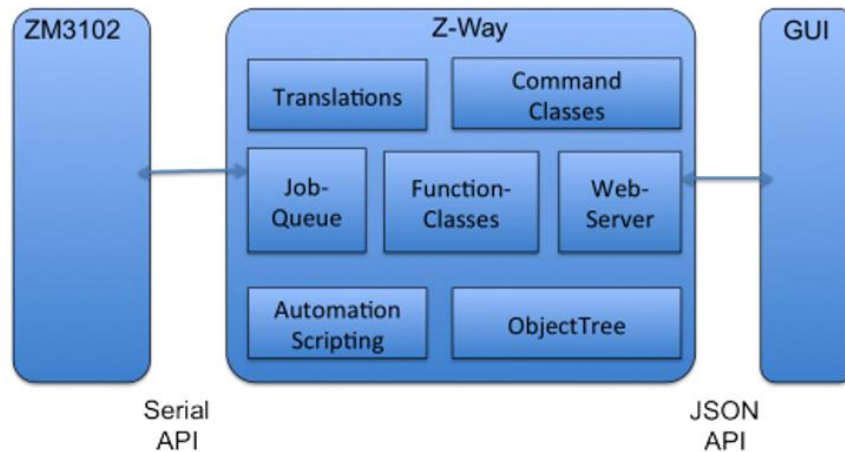 ZM3102
Z-Way
GUI
Translations
Command
Classes
Job-
Queue
Function-
Classes
Web-
Server
Automation
Scripting
ObjectTree
Serial
API
JSON
API